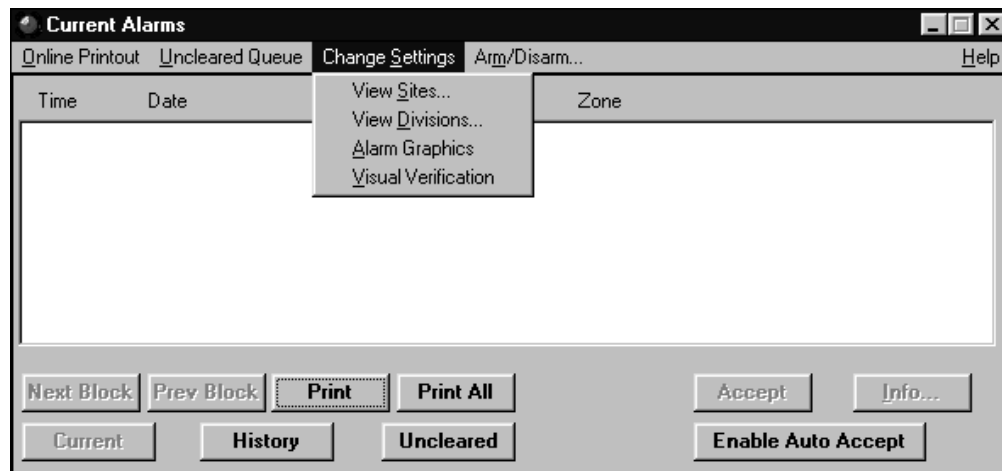 Current Alarms
Online Printout Uncleared Queue Change Settings Arm/Disarm... Help
Time Date Zone
View Sites...
View Divisions...
Alarm Graphics
Visual Verification
Next Block Prev Block Print Print All Accept Info...
Current History Uncleared Enable Auto Accept